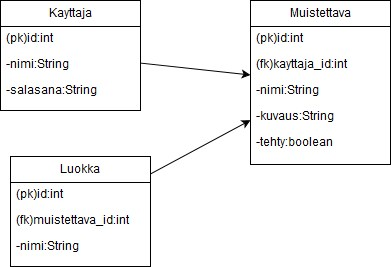 Kayttaja
(pk)id:int
-nimi:String
-salasana:String
Muistettava
(pk)id:int
(fk)kayttaja_id:int
-nimi:String
-kuvaus:String
-tehty:boolean
Luokka
(pk)id:int
(fk)muistettava_id:int
-nimi:String